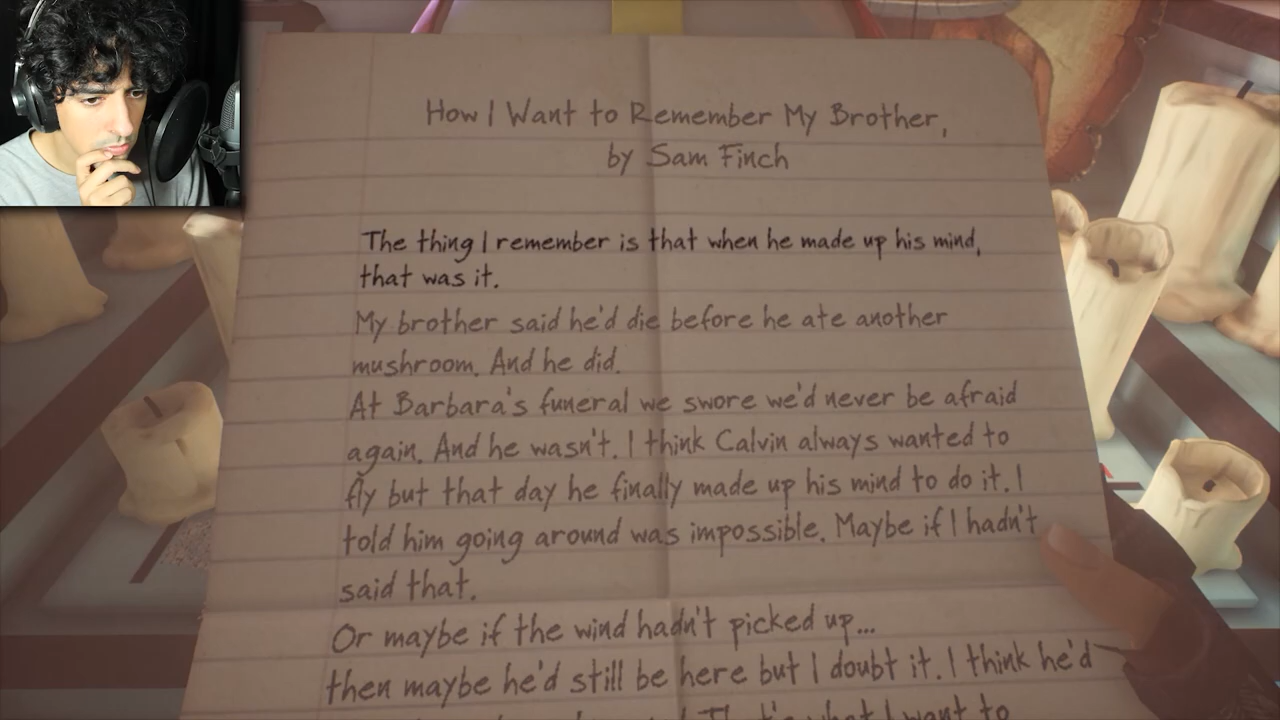 How I Want to Remember My Brother,
by Sam Finch
The thing I remember is that when he made up his mind,
that was it.
My brother said he'd die before he ate another
mushroom. And he did.
At Barbara's funeral we swore we'd never be afraid
again. And he wasn't. I think Calvin always wanted to
fly but that day he finally made up his mind to do it. I
told him going around was impossible. Maybe if I hadn't
said that.
Or maybe if the wind hadn't picked up...
then maybe he'd still be here but I doubt it. I think he'd
That's what I want to